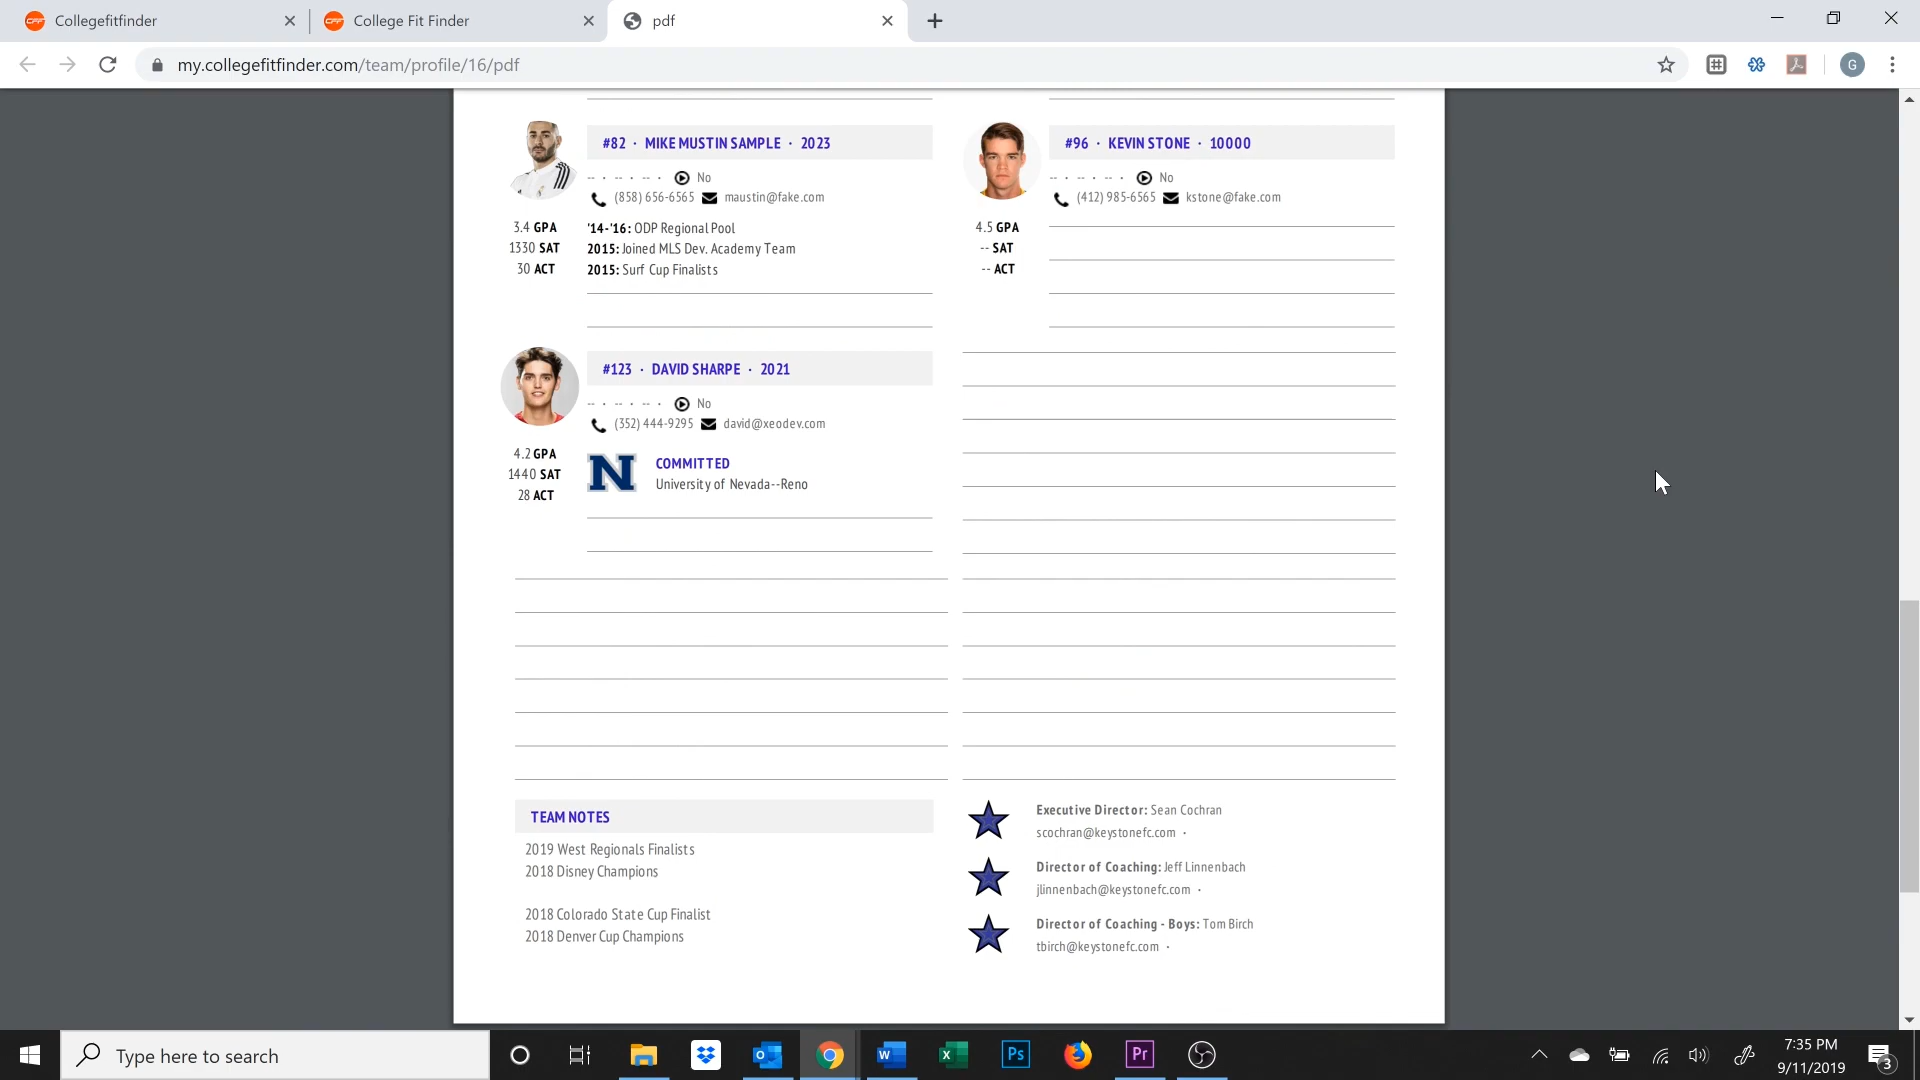 Collegefitfinder
College Fit Finder
pdf
my.collegefitfinder.com/team/profile/16/pdf
G
#82 · MIKE MUSTIN SAMPLE · 2023
-- · -- · -- · No
(858) 656-6565 maustin@fake.com
3.4 GPA
1330 SAT
30 ACT
'14-'16: ODP Regional Pool
2015: Joined MLS Dev. Academy Team
2015: Surf Cup Finalists
#96 · KEVIN STONE · 10000
-- · -- · -- · No
(412) 985-6565 kstone@fake.com
4.5 GPA
-- SAT
-- ACT
#123 · DAVID SHARPE · 2021
-- · -- · -- · No
(352) 444-9295 david@xeodev.com
4.2 GPA
1440 SAT
28 ACT
N
COMMITTED
University of Nevada--Reno
TEAM NOTES
2019 West Regionals Finalists
2018 Disney Champions
2018 Colorado State Cup Finalist
2018 Denver Cup Champions
Executive Director: Sean Cochran
scochran@keystonefc.com ·
Director of Coaching: Jeff Linnenbach
jlinnenbach@keystonefc.com ·
Director of Coaching - Boys: Tom Birch
tbirch@keystonefc.com ·
Type here to search
Ps
Pr
7:35 PM
9/11/2019
3